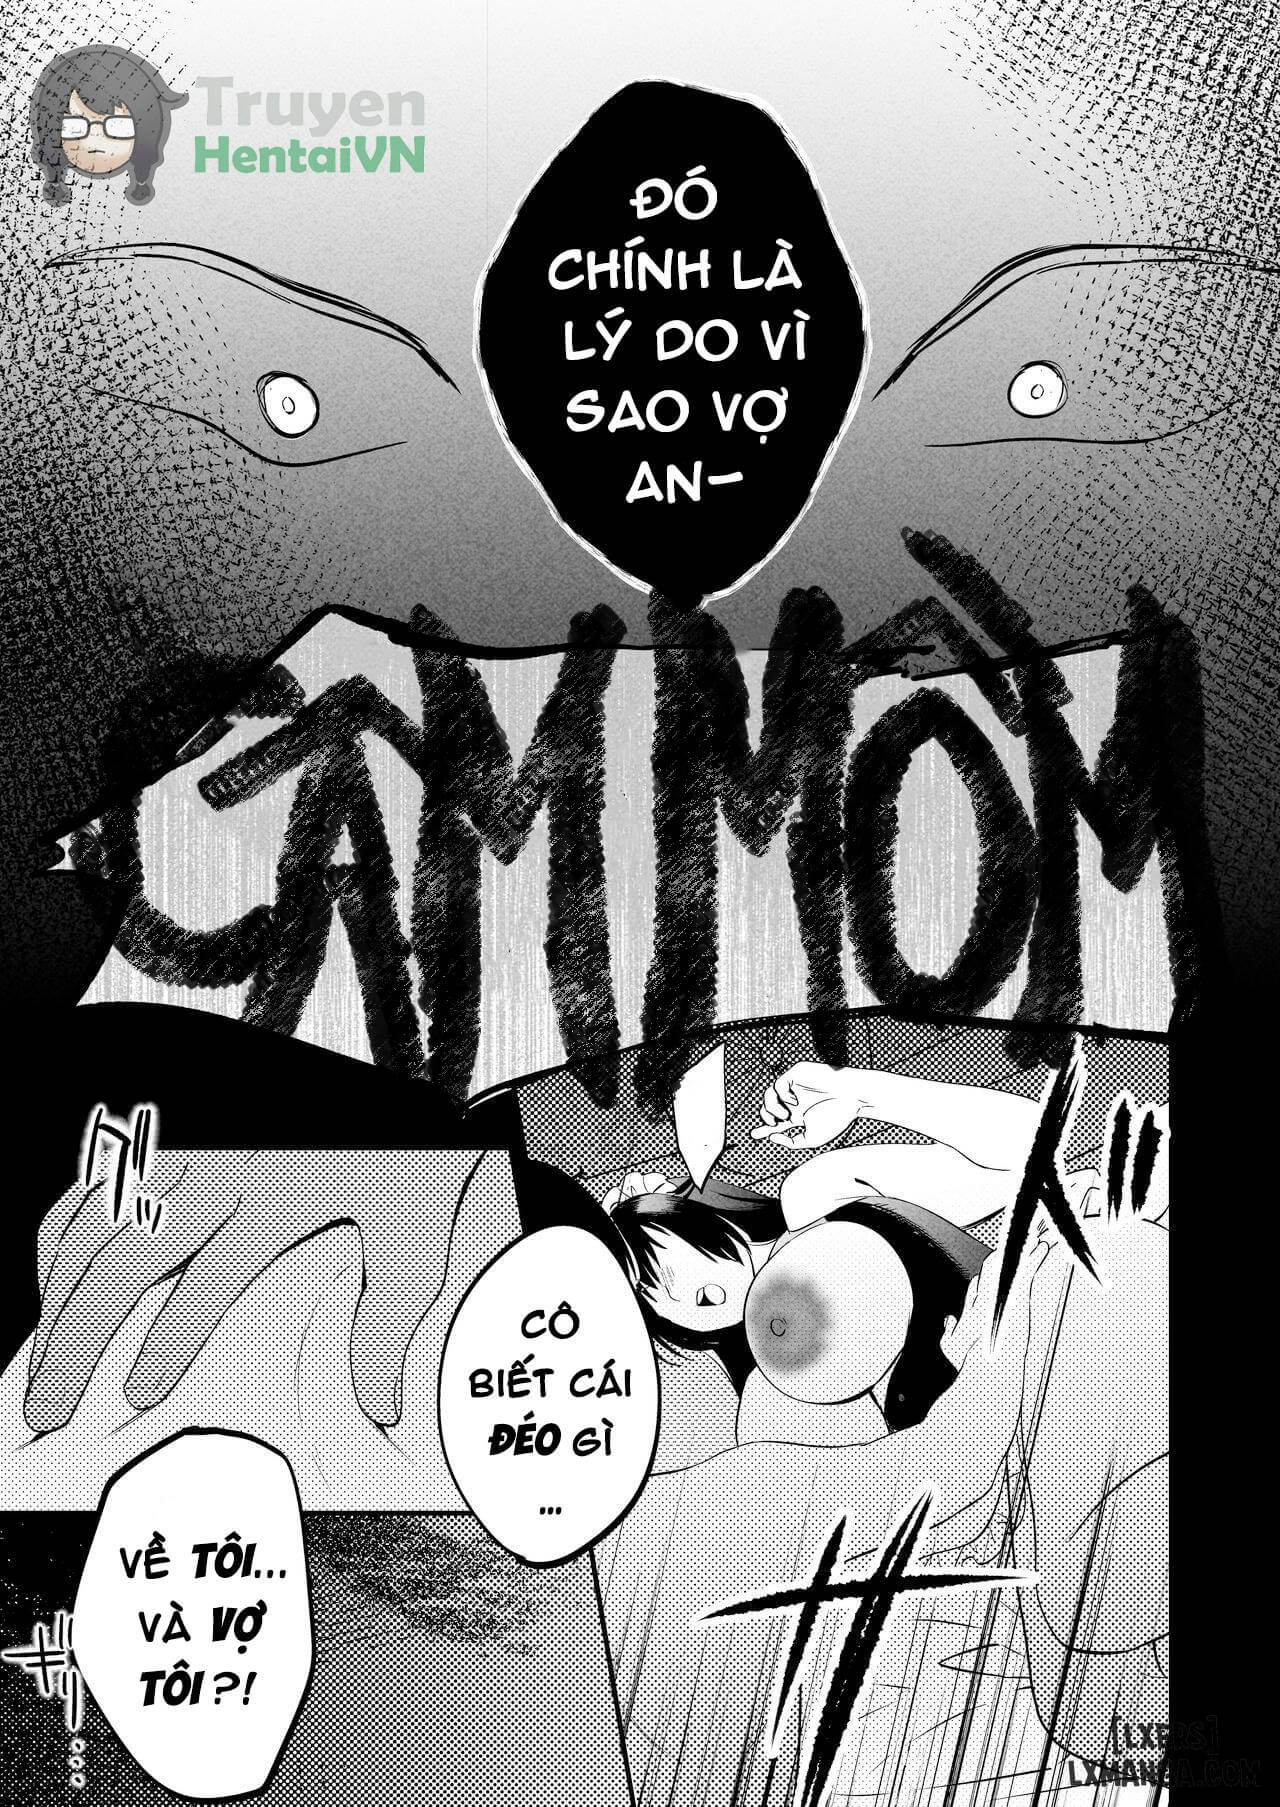 Truyen
HentaiVN
ĐÓ
CHÍNH LÀ
LÝ DO VÌ
SAO VỢ
AN-
CÂM MỒM
CÔ
BIẾT CÁI
ĐÉO GÌ
...
VỀ TÔI...
VÀ VỢ
TÔI?!
[LXERS]
LXMANGA.COM